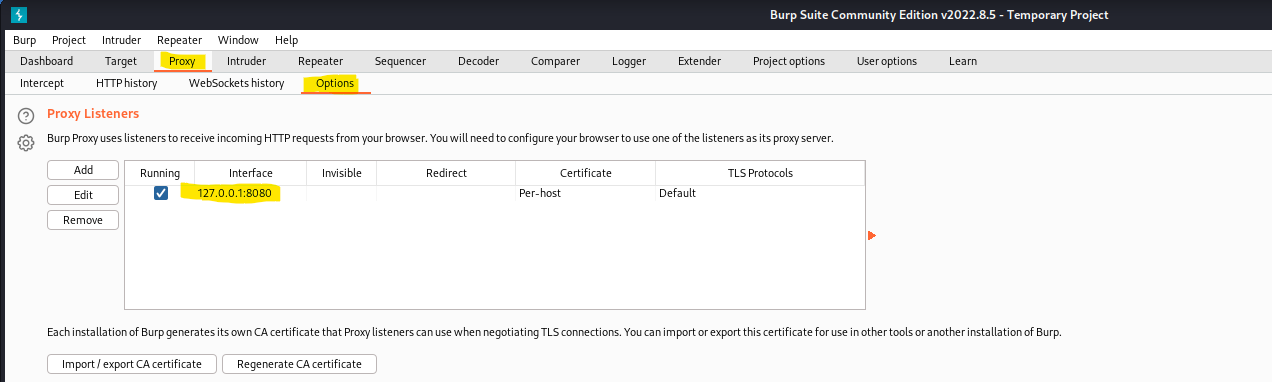 Burp Suite Community Edition v2022.8.5 - Temporary Project
Burp Project Intruder Repeater Window Help
Dashboard Target Proxy Intruder Repeater Sequencer Decoder Comparer Logger Extender Project options User options Learn
Intercept HTTP history WebSockets history Options
Proxy Listeners
Burp Proxy uses listeners to receive incoming HTTP requests from your browser. You will need to configure your browser to use one of the listeners as its proxy server.
Add
Edit
Remove
Running Interface Invisible Redirect Certificate TLS Protocols
127.0.0.1:8080 Per-host Default
Each installation of Burp generates its own CA certificate that Proxy listeners can use when negotiating TLS connections. You can import or export this certificate for use in other tools or another installation of Burp.
Import / export CA certificate Regenerate CA certificate